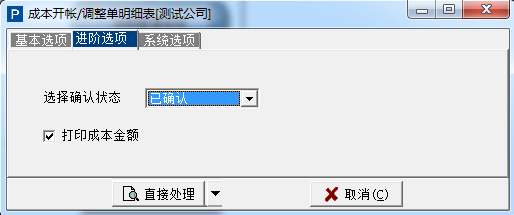 P 成本开帐/调整单明细表[测试公司]
基本选项 进阶选项 系统选项
选择确认状态 已确认
打印成本金额
直接处理 取消(C)